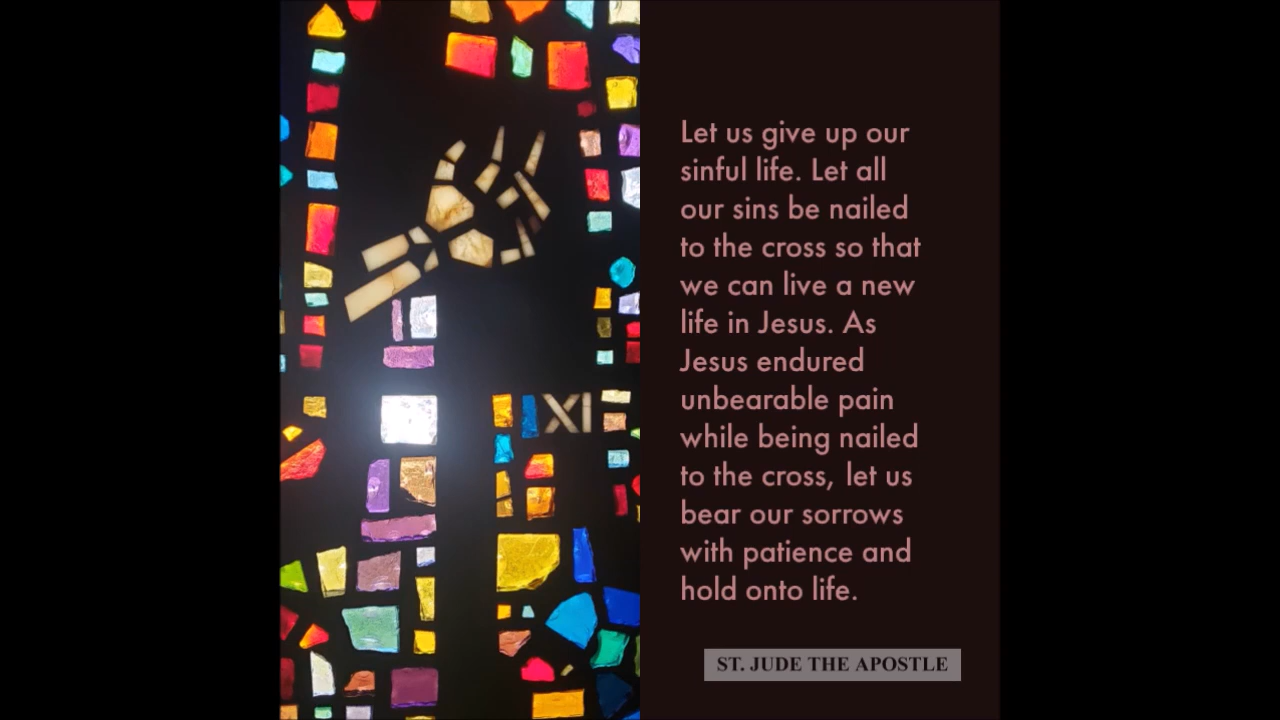 XI
Let us give up our
sinful life. Let all
our sins be nailed
to the cross so that
we can live a new
life in Jesus. As
Jesus endured
unbearable pain
while being nailed
to the cross, let us
bear our sorrows
with patience and
hold onto life.
ST. JUDE THE APOSTLE